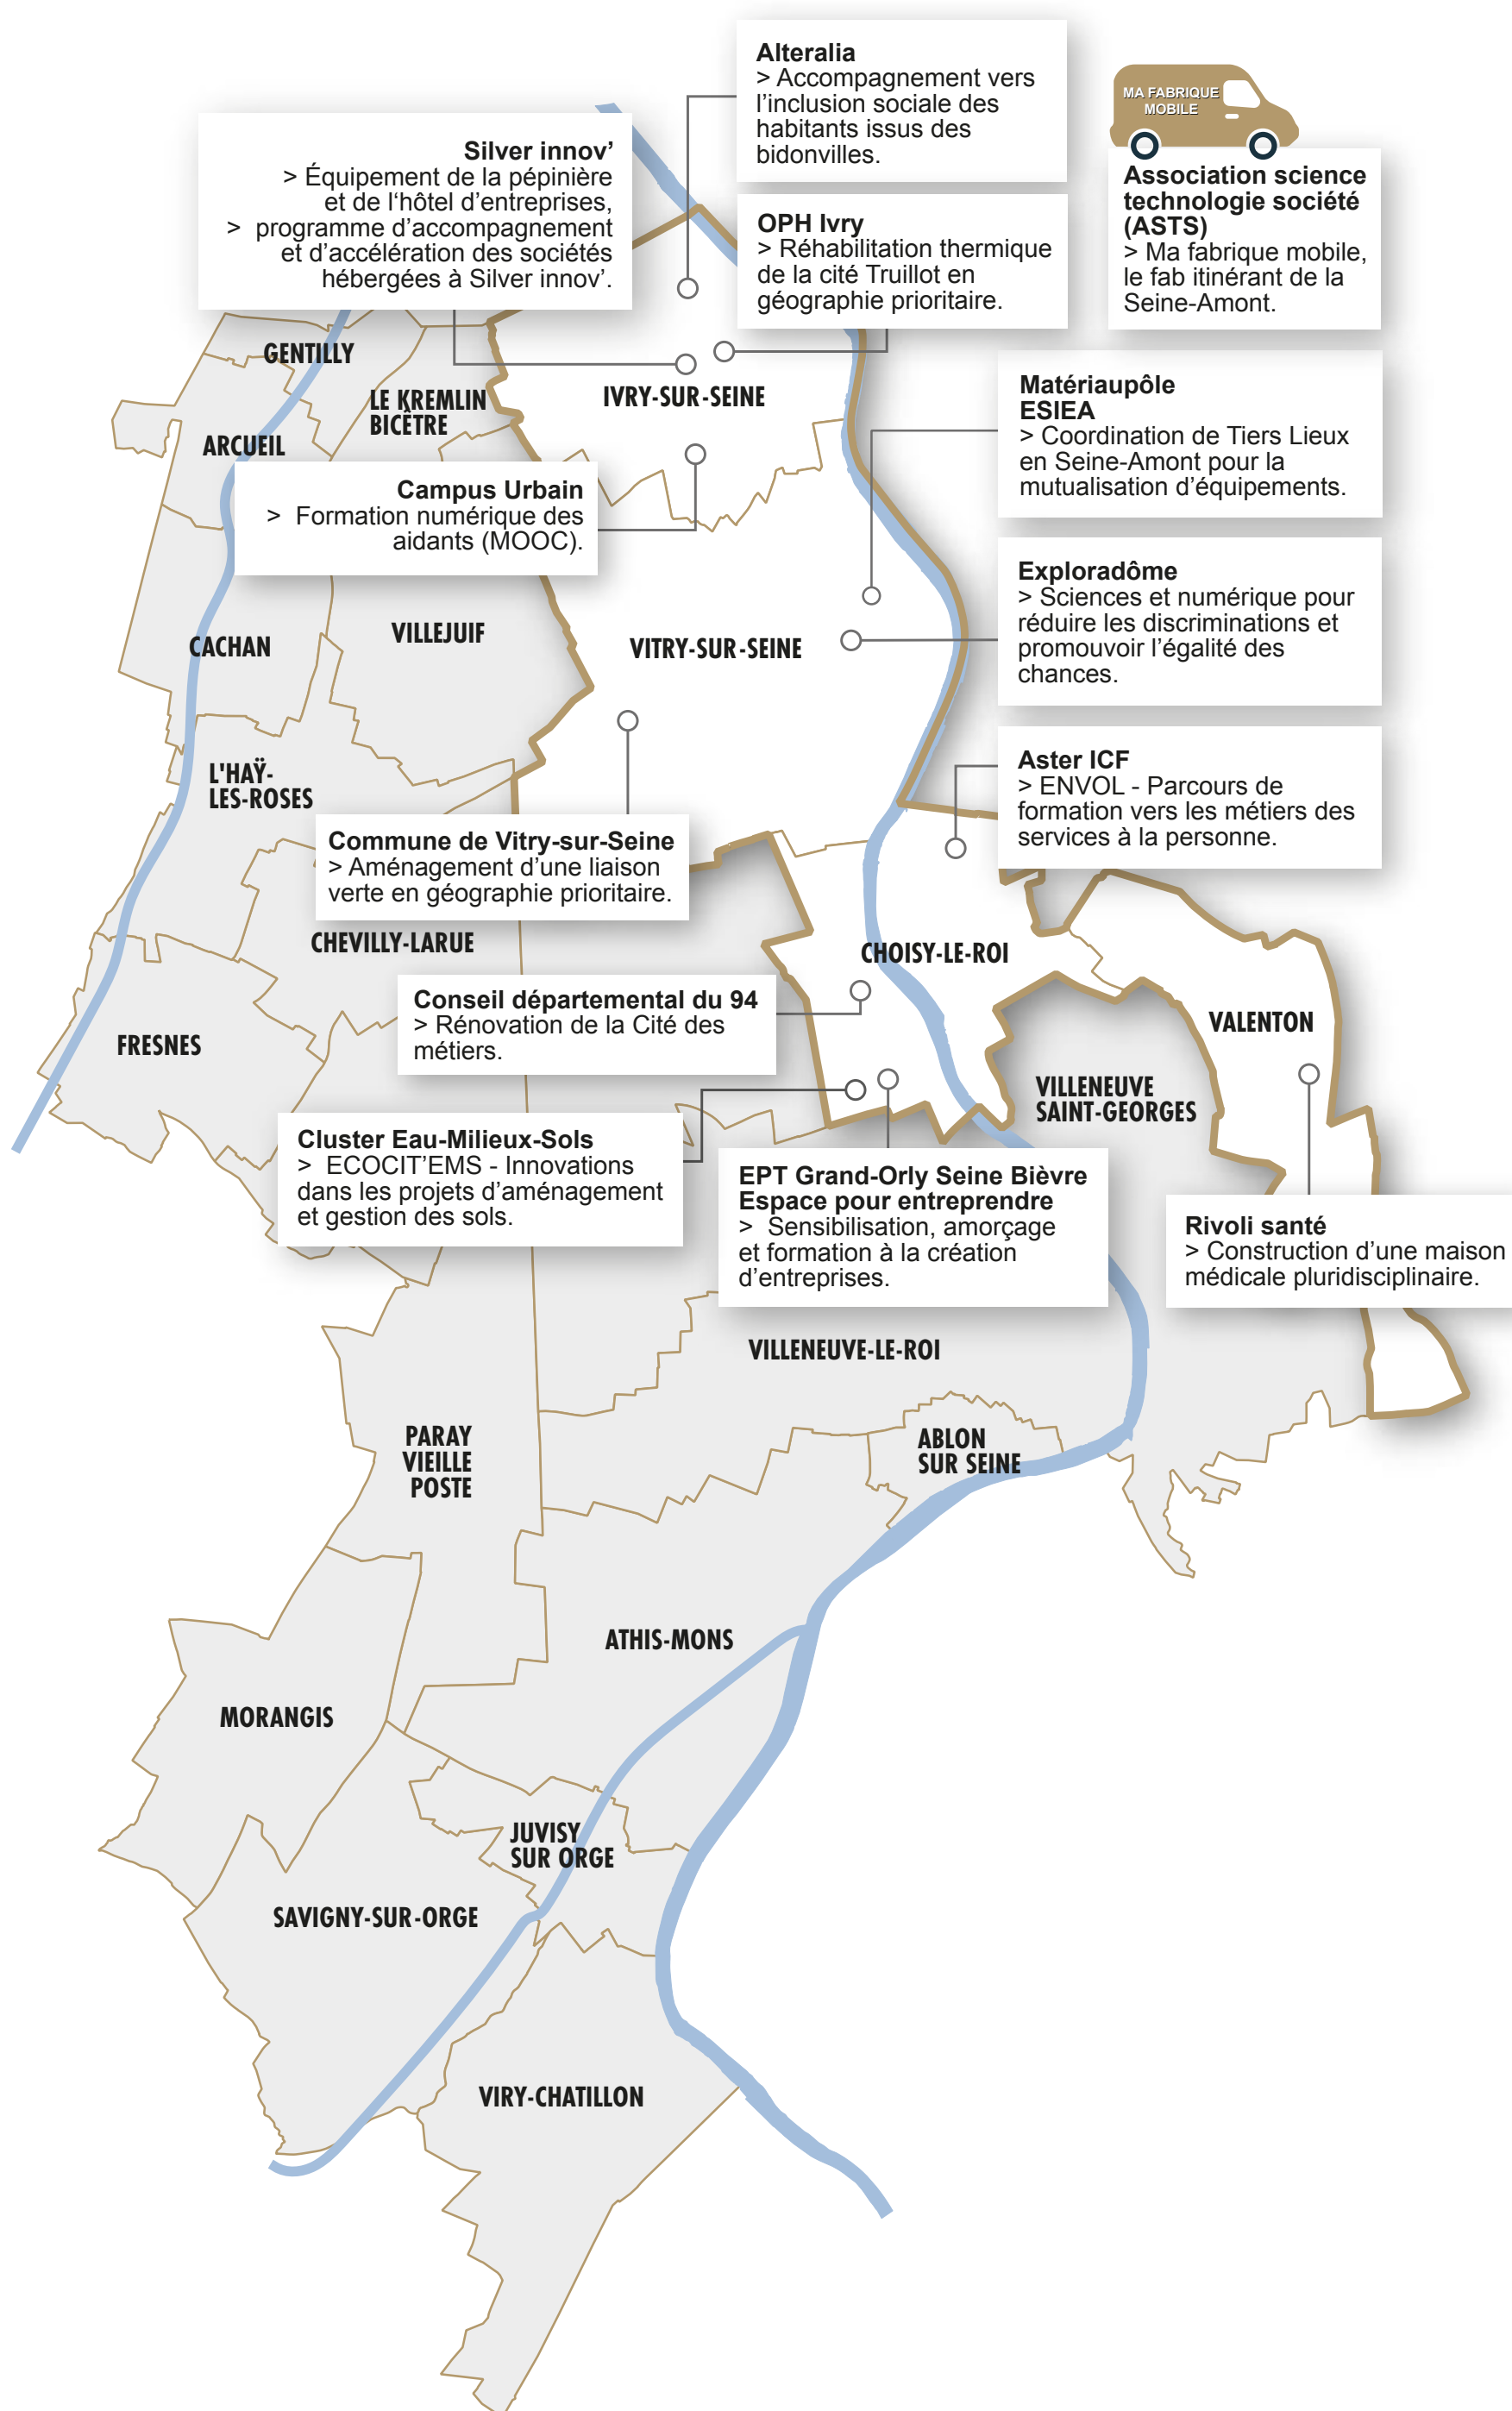 Alteralia
> Accompagnement vers
l’inclusion sociale des
habitants issus des
bidonvilles.
MA FABRIQUE
MOBILE
Association science
technologie société
(ASTS)
> Ma fabrique mobile,
le fab itinérant de la
Seine-Amont.
Silver innov’
> Équipement de la pépinière
et de l‘hôtel d’entreprises,
> programme d’accompagnement
et d’accélération des sociétés
hébergées à Silver innov’.
OPH Ivry
> Réhabilitation thermique
de la cité Truillot en
géographie prioritaire.
GENTILLY
LE KREMLIN
BICÊTRE
IVRY-SUR-SEINE
ARCUEIL
Matériaupôle
ESIEA
> Coordination de Tiers Lieux
en Seine-Amont pour la
mutualisation d’équipements.
Campus Urbain
> Formation numérique des
aidants (MOOC).
Exploradôme
> Sciences et numérique pour
réduire les discriminations et
promouvoir l’égalité des
chances.
CACHAN
VILLEJUIF
VITRY-SUR-SEINE
L'HAŸ-
LES-ROSES
Aster ICF
> ENVOL - Parcours de
formation vers les métiers des
services à la personne.
Commune de Vitry-sur-Seine
> Aménagement d’une liaison
verte en géographie prioritaire.
CHEVILLY-LARUE
CHOISY-LE-ROI
Conseil départemental du 94
> Rénovation de la Cité des
métiers.
FRESNES
VALENTON
VILLENEUVE
SAINT-GEORGES
Cluster Eau-Milieux-Sols
> ECOCIT’EMS - Innovations
dans les projets d’aménagement
et gestion des sols.
EPT Grand-Orly Seine Bièvre
Espace pour entreprendre
> Sensibilisation, amorçage
et formation à la création
d’entreprises.
Rivoli santé
> Construction d’une maison
médicale pluridisciplinaire.
VILLENEUVE-LE-ROI
PARAY
VIEILLE
POSTE
ABLON
SUR SEINE
ATHIS-MONS
MORANGIS
JUVISY
SUR ORGE
SAVIGNY-SUR-ORGE
VIRY-CHATILLON